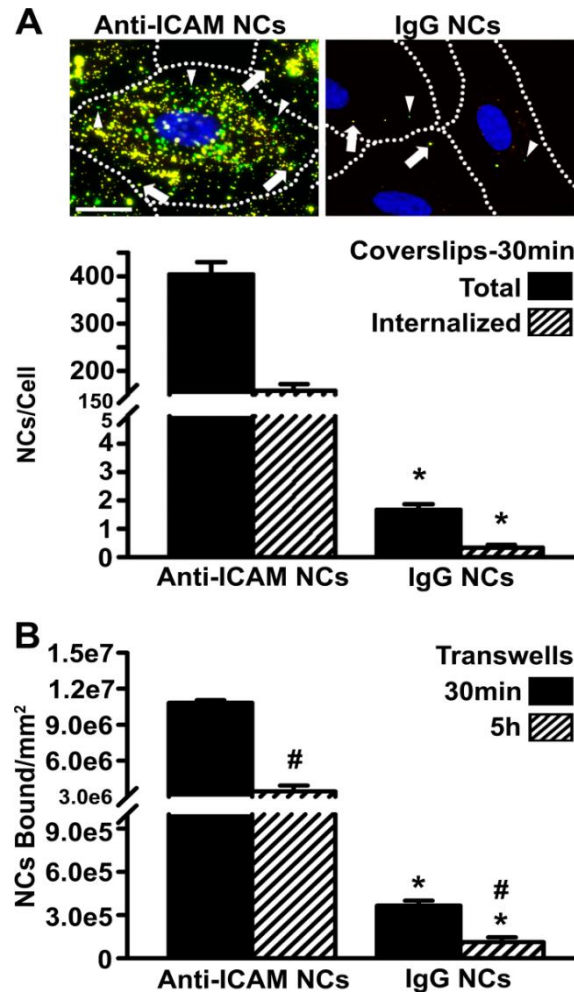 A
Anti-ICAM NCs IgG NCs
Coverslips-30min
Total
Internalized
NCs/Cell
400
300
200
150
5
4
3
2
1
0
* *
Anti-ICAM NCs IgG NCs
B
Transwells
30min
5h
NCs Bound/mm²
1.5e7
1.2e7
9.0e6
6.0e6
3.0e6
9.0e5
6.0e5
3.0e5
0
#
* # *
Anti-ICAM NCs IgG NCs